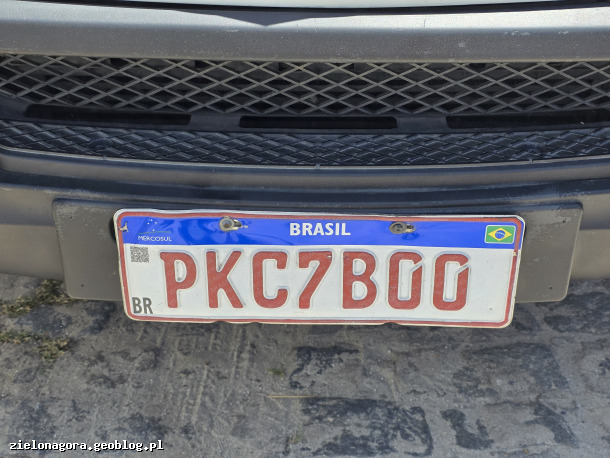 BRASIL
MERCOSUL
PKC7B00
BR
zielonagora.geoblog.pl